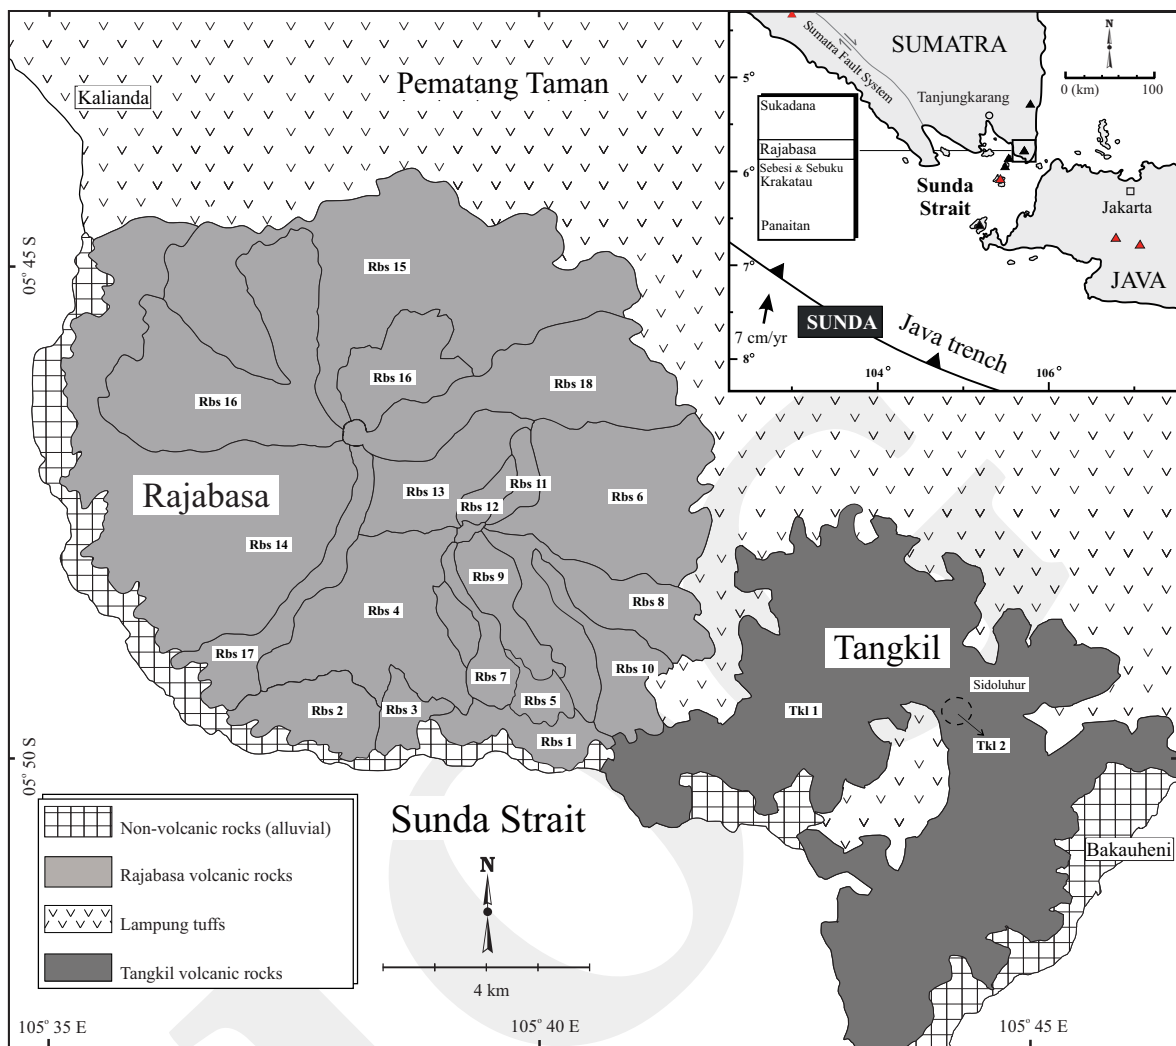 Kalianda
Pematang Taman
05° 45 S
Rbs 15
Rbs 16
Rbs 18
Rbs 16
Rajabasa
Rbs 13
Rbs 11
Rbs 12
Rbs 6
Rbs 14
Rbs 9
Rbs 4
Rbs 8
Rbs 17
Rbs 7
Rbs 10
Rbs 2
Rbs 3
Rbs 5
Rbs 1
Tangkil
Sidoluhur
Tkl 1
Tkl 2
05° 50 S
Sunda Strait
Bakauheni
Non-volcanic rocks (alluvial)
Rajabasa volcanic rocks
Lampung tuffs
Tangkil volcanic rocks
N
4 km
105° 35 E
105° 40 E
105° 45 E
SUMATRA
Sumatra Fault System
N
0 (km) 100
5°
Tanjungkarang
Sukadana
Rajabasa
Sebesi & Sebuku
Krakatau
Panaitan
6°
Sunda
Strait
Jakarta
7°
JAVA
7 cm/yr
SUNDA
Java trench
8°
104°
106°